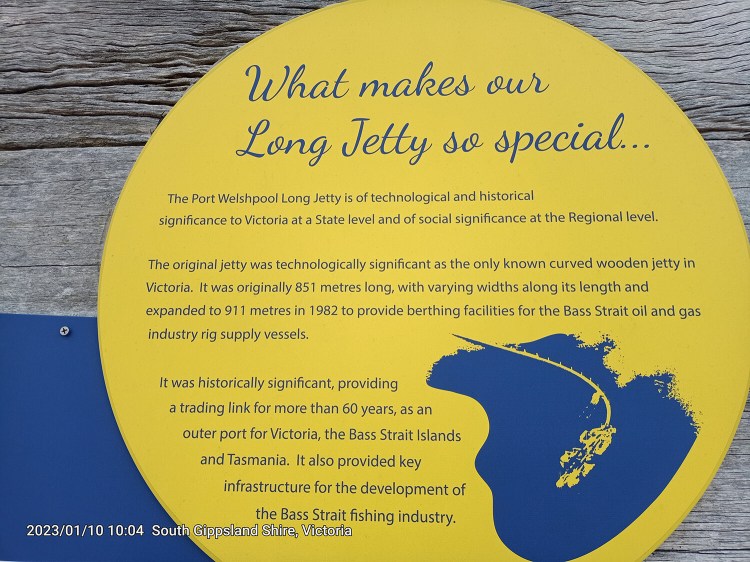 What makes our
Long Jetty so special...
The Port Welshpool Long Jetty is of technological and historical
significance to Victoria at a State level and of social significance at the Regional level.
The original jetty was technologically significant as the only known curved wooden jetty in
Victoria. It was originally 851 metres long, with varying widths along its length and
expanded to 911 metres in 1982 to provide berthing facilities for the Bass Strait oil and gas
industry rig supply vessels.
It was historically significant, providing
a trading link for more than 60 years, as an
outer port for Victoria, the Bass Strait Islands
and Tasmania. It also provided key
infrastructure for the development of
the Bass Strait fishing industry.
2023/01/10 10:04 South Gippsland Shire, Victoria